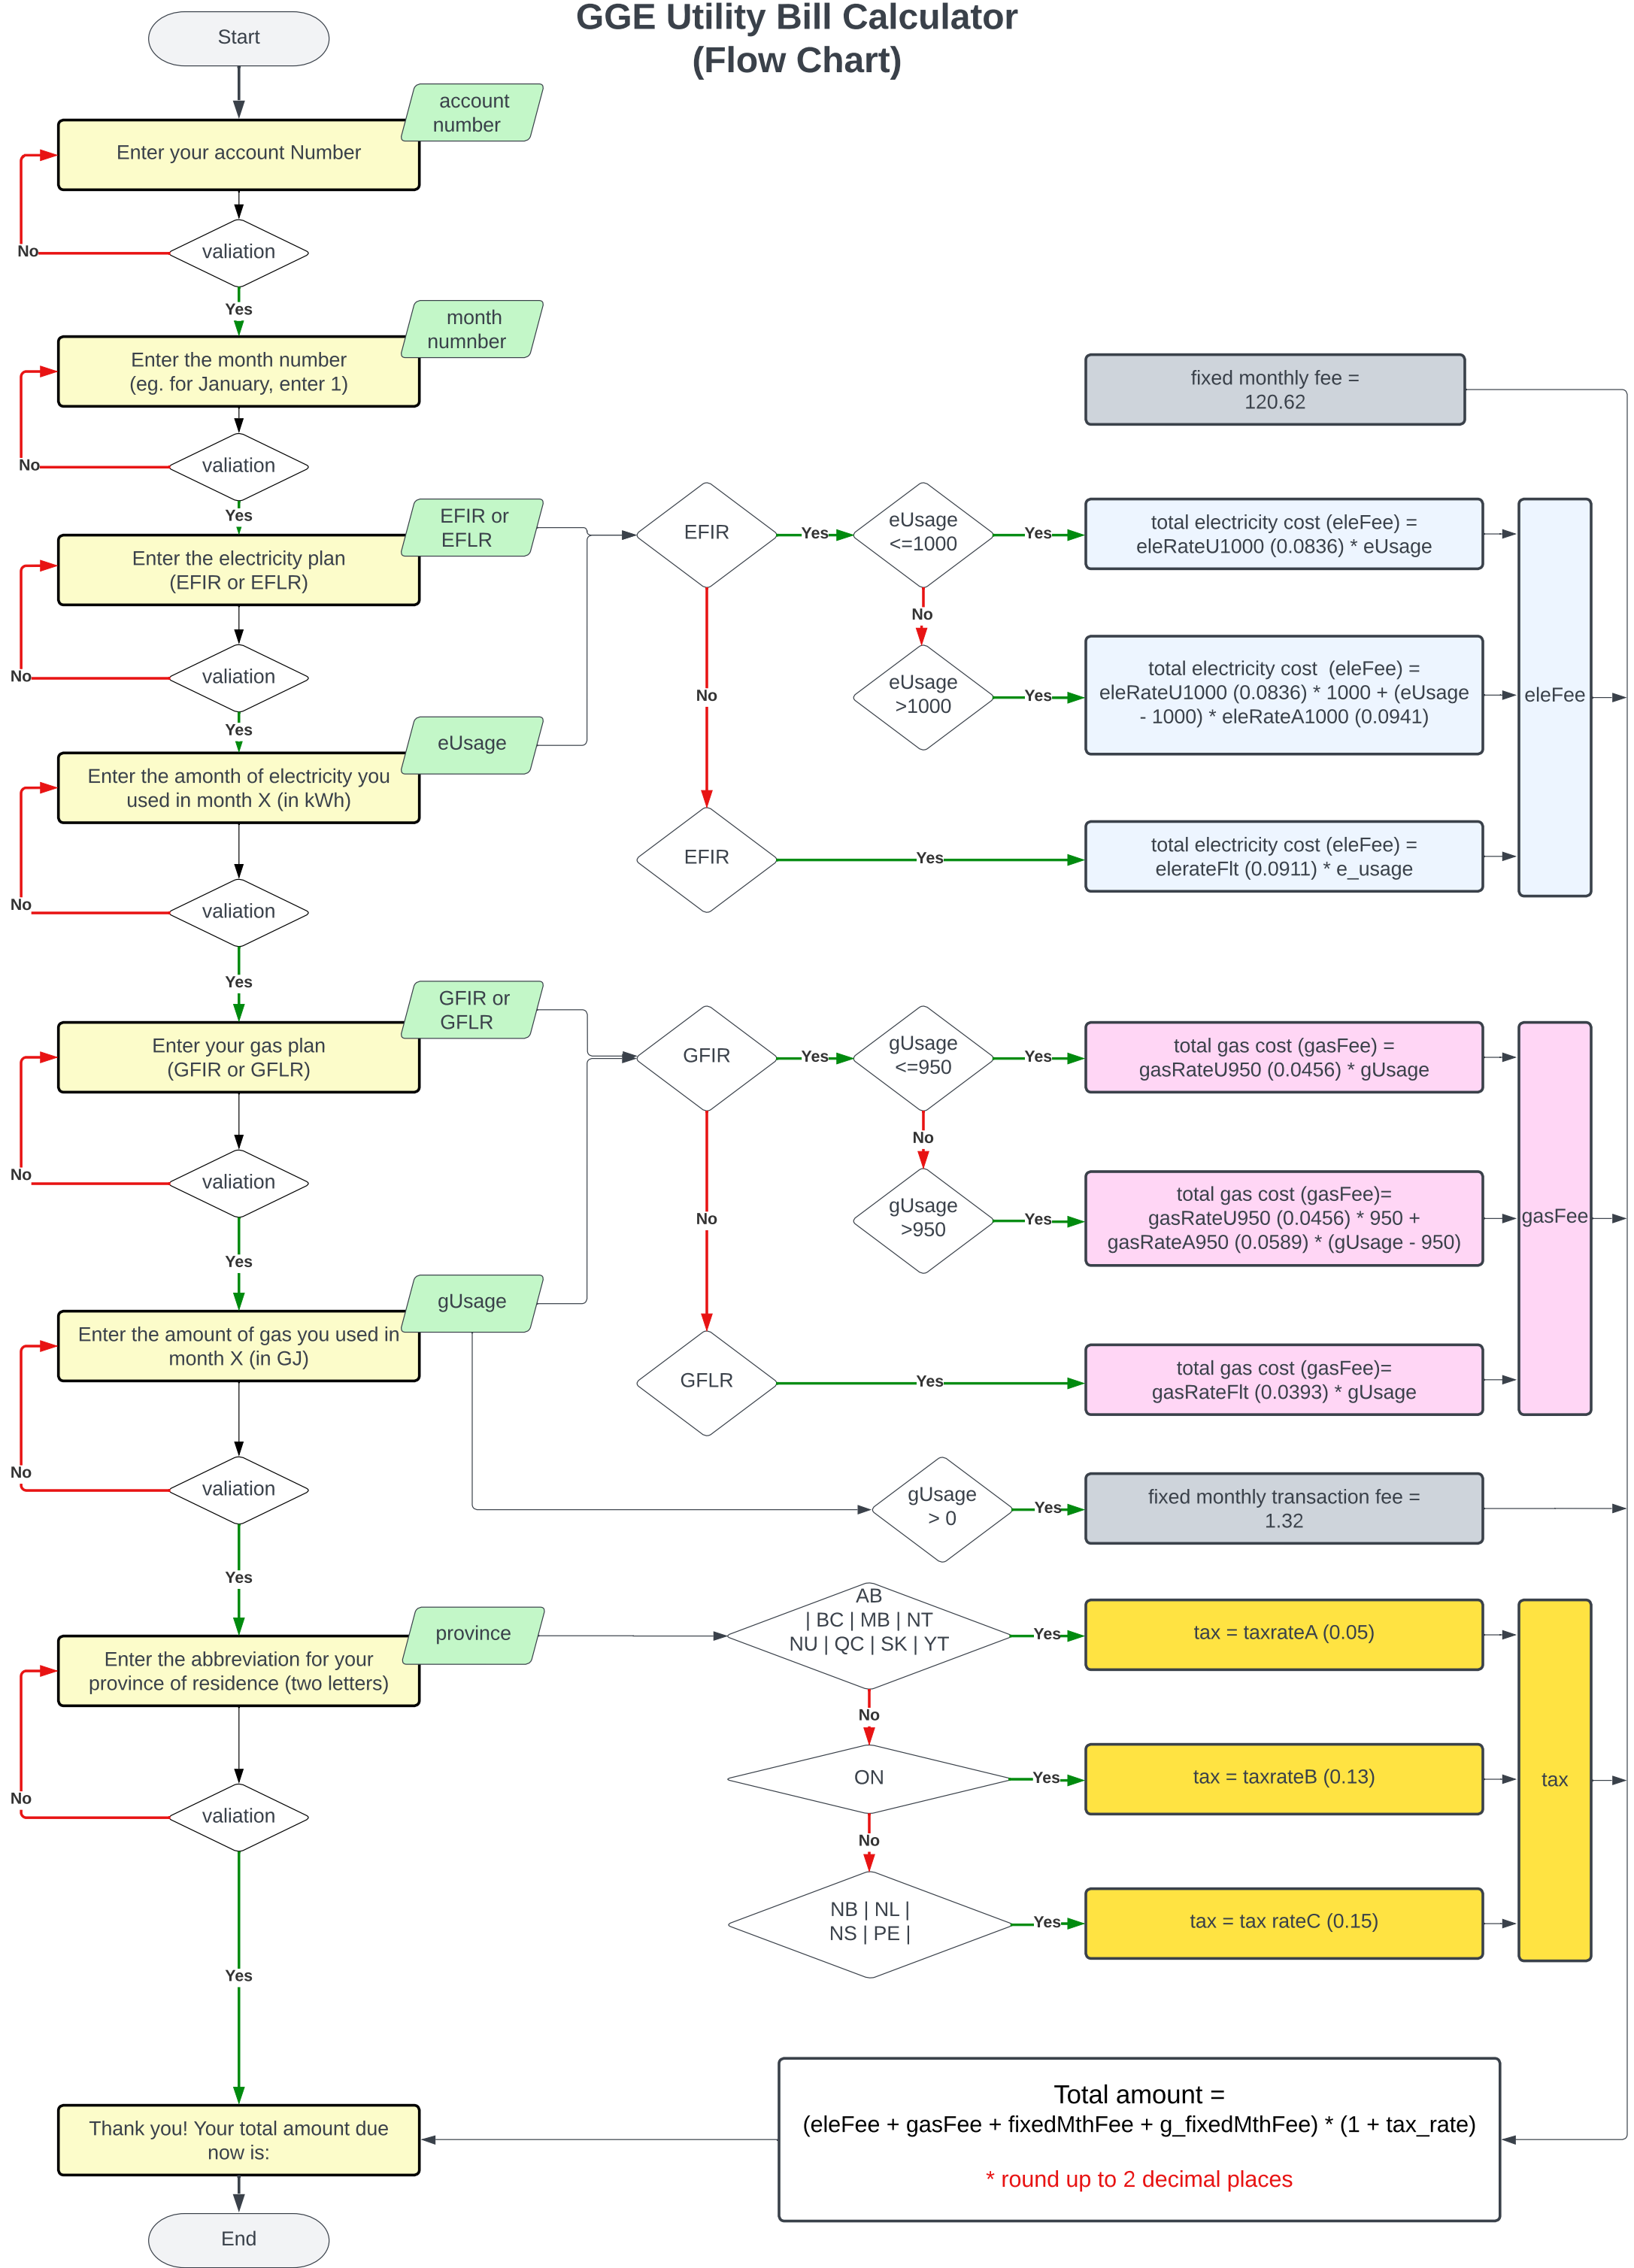 GGE Utility Bill Calculator
(Flow Chart)
Start
account
number
Enter your account Number
valiation
No
Yes
month
numnber
Enter the month number
(eg. for January, enter 1)
valiation
No
Yes
EFIR or
EFLR
Enter the electricity plan
(EFIR or EFLR)
valiation
No
Yes
eUsage
Enter the amonth of electricity you
used in month X (in kWh)
valiation
No
Yes
GFIR or
GFLR
Enter your gas plan
(GFIR or GFLR)
valiation
No
Yes
gUsage
Enter the amount of gas you used in
month X (in GJ)
valiation
No
Yes
province
Enter the abbreviation for your
province of residence (two letters)
valiation
No
Yes
Thank you! Your total amount due
now is:
End
fixed monthly fee =
120.62
EFIR
Yes
eUsage
<=1000
Yes
total electricity cost (eleFee) =
eleRateU1000 (0.0836) * eUsage
No
No
eUsage
>1000
Yes
total electricity cost  (eleFee) =
eleRateU1000 (0.0836) * 1000 + (eUsage
- 1000) * eleRateA1000 (0.0941)
eleFee
EFIR
Yes
total electricity cost (eleFee) =
elerateFlt (0.0911) * e_usage
GFIR
Yes
gUsage
<=950
Yes
total gas cost (gasFee) =
gasRateU950 (0.0456) * gUsage
No
No
gUsage
>950
Yes
total gas cost (gasFee)=
gasRateU950 (0.0456) * 950 +
gasRateA950 (0.0589) * (gUsage - 950)
gasFee
GFLR
Yes
total gas cost (gasFee)=
gasRateFlt (0.0393) * gUsage
gUsage
> 0
Yes
fixed monthly transaction fee =
1.32
AB
| BC | MB | NT
NU | QC | SK | YT
Yes
tax = taxrateA (0.05)
No
ON
Yes
tax = taxrateB (0.13)
tax
No
NB | NL |
NS | PE |
Yes
tax = tax rateC (0.15)
Total amount =
(eleFee + gasFee + fixedMthFee + g_fixedMthFee) * (1 + tax_rate)
* round up to 2 decimal places